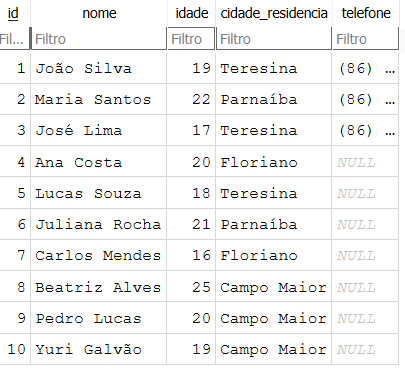 id nome idade cidade_residencia telefone
Fil... Filtro Filtro Filtro Filtro
1 João Silva 19 Teresina (86) ...
2 Maria Santos 22 Parnaíba (86) ...
3 José Lima 17 Teresina (86) ...
4 Ana Costa 20 Floriano NULL
5 Lucas Souza 18 Teresina NULL
6 Juliana Rocha 21 Parnaíba NULL
7 Carlos Mendes 16 Floriano NULL
8 Beatriz Alves 25 Campo Maior NULL
9 Pedro Lucas 20 Campo Maior NULL
10 Yuri Galvão 19 Campo Maior NULL